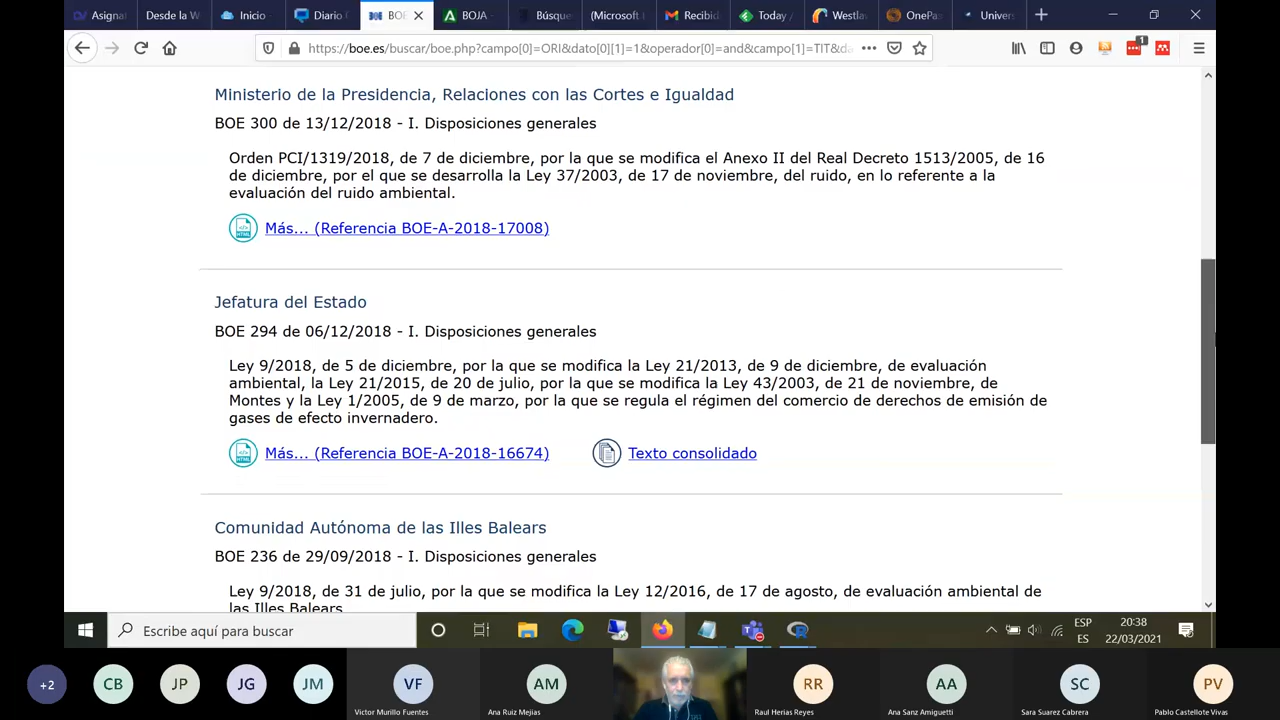 Asignat
Desde la W
Inicio
Diario
BOE
BOJA -
Búsque
(Microsoft
Recibid
Today /
Westlav
OnePas
Univers
https://boe.es/buscar/boe.php?campo[0]=ORI&dato[0][1]=1&operador[0]=and&campo[1]=TIT&da
1
Ministerio de la Presidencia, Relaciones con las Cortes e Igualdad
BOE 300 de 13/12/2018 - I. Disposiciones generales
Orden PCI/1319/2018, de 7 de diciembre, por la que se modifica el Anexo II del Real Decreto 1513/2005, de 16
de diciembre, por el que se desarrolla la Ley 37/2003, de 17 de noviembre, del ruido, en lo referente a la
evaluación del ruido ambiental.
HTML
Más... (Referencia BOE-A-2018-17008)
Jefatura del Estado
BOE 294 de 06/12/2018 - I. Disposiciones generales
Ley 9/2018, de 5 de diciembre, por la que se modifica la Ley 21/2013, de 9 de diciembre, de evaluación
ambiental, la Ley 21/2015, de 20 de julio, por la que se modifica la Ley 43/2003, de 21 de noviembre, de
Montes y la Ley 1/2005, de 9 de marzo, por la que se regula el régimen del comercio de derechos de emisión de
gases de efecto invernadero.
HTML
Más... (Referencia BOE-A-2018-16674)
Texto consolidado
Comunidad Autónoma de las Illes Balears
BOE 236 de 29/09/2018 - I. Disposiciones generales
Ley 9/2018, de 31 de julio, por la que se modifica la Ley 12/2016, de 17 de agosto, de evaluación ambiental de
las Illes Balears
Escribe aquí para buscar
ESP
ES
20:38
22/03/2021
+2
CB
JP
JG
JM
VF
Victor Murillo Fuentes
AM
Ana Ruiz Mejias
RR
Raul Herias Reyes
AA
Ana Sanz Amiguetti
SC
Sara Suarez Cabrera
PV
Pablo Castellote Vivas